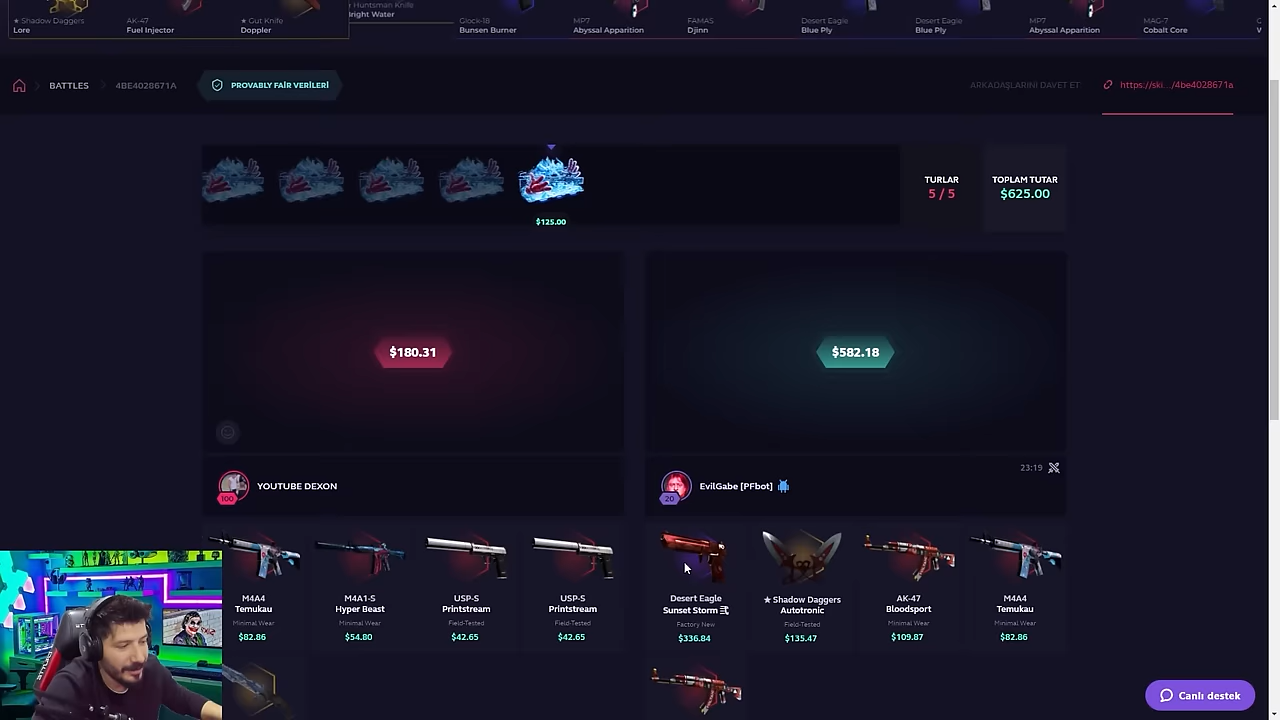 ★ Shadow Daggers
Lore
AK-47
Fuel Injector
★ Gut Knife
Doppler
Huntsman Knife
Bright Water
Glock-18
Bunsen Burner
MP7
Abyssal Apparition
FAMAS
Djinn
Desert Eagle
Blue Ply
Desert Eagle
Blue Ply
MP7
Abyssal Apparition
MAG-7
Cobalt Core
BATTLES
4BE4028671A
PROVABLY FAİR VERİLERİ
ARKADAŞLARINI DAVET ET
https://ski.../4be4028671a
$125.00
TURLAR
5 / 5
TOPLAM TUTAR
$625.00
$180.31
$582.18
100
YOUTUBE DEXON
20
EvilGabe [PFbot]
23:19
M4A4
Temukau
Minimal Wear
$82.86
M4A1-S
Hyper Beast
Minimal Wear
$54.80
USP-S
Printstream
Field-Tested
$42.65
USP-S
Printstream
Field-Tested
$42.65
Desert Eagle
Sunset Storm 弐
Factory New
$336.84
★ Shadow Daggers
Autotronic
Field-Tested
$135.47
AK-47
Bloodsport
Minimal Wear
$109.87
M4A4
Temukau
Minimal Wear
$82.86
Canlı destek